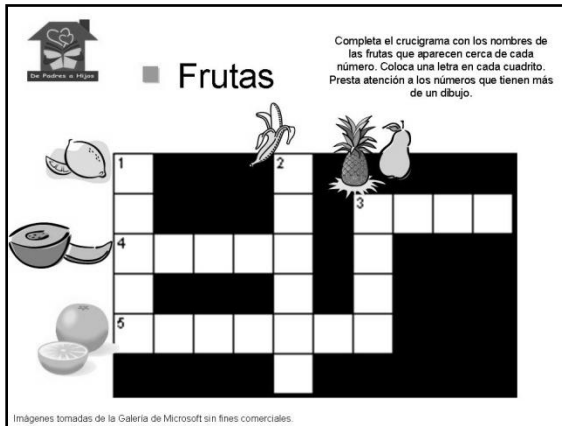 De Padres a Hijos
Frutas
Completa el crucigrama con los nombres de
las frutas que aparecen cerca de cada
número. Coloca una letra en cada cuadrito.
Presta atención a los números que tienen más
de un dibujo.
1
2
3
4
5
Imágenes tomadas de la Galería de Microsoft sin fines comerciales.